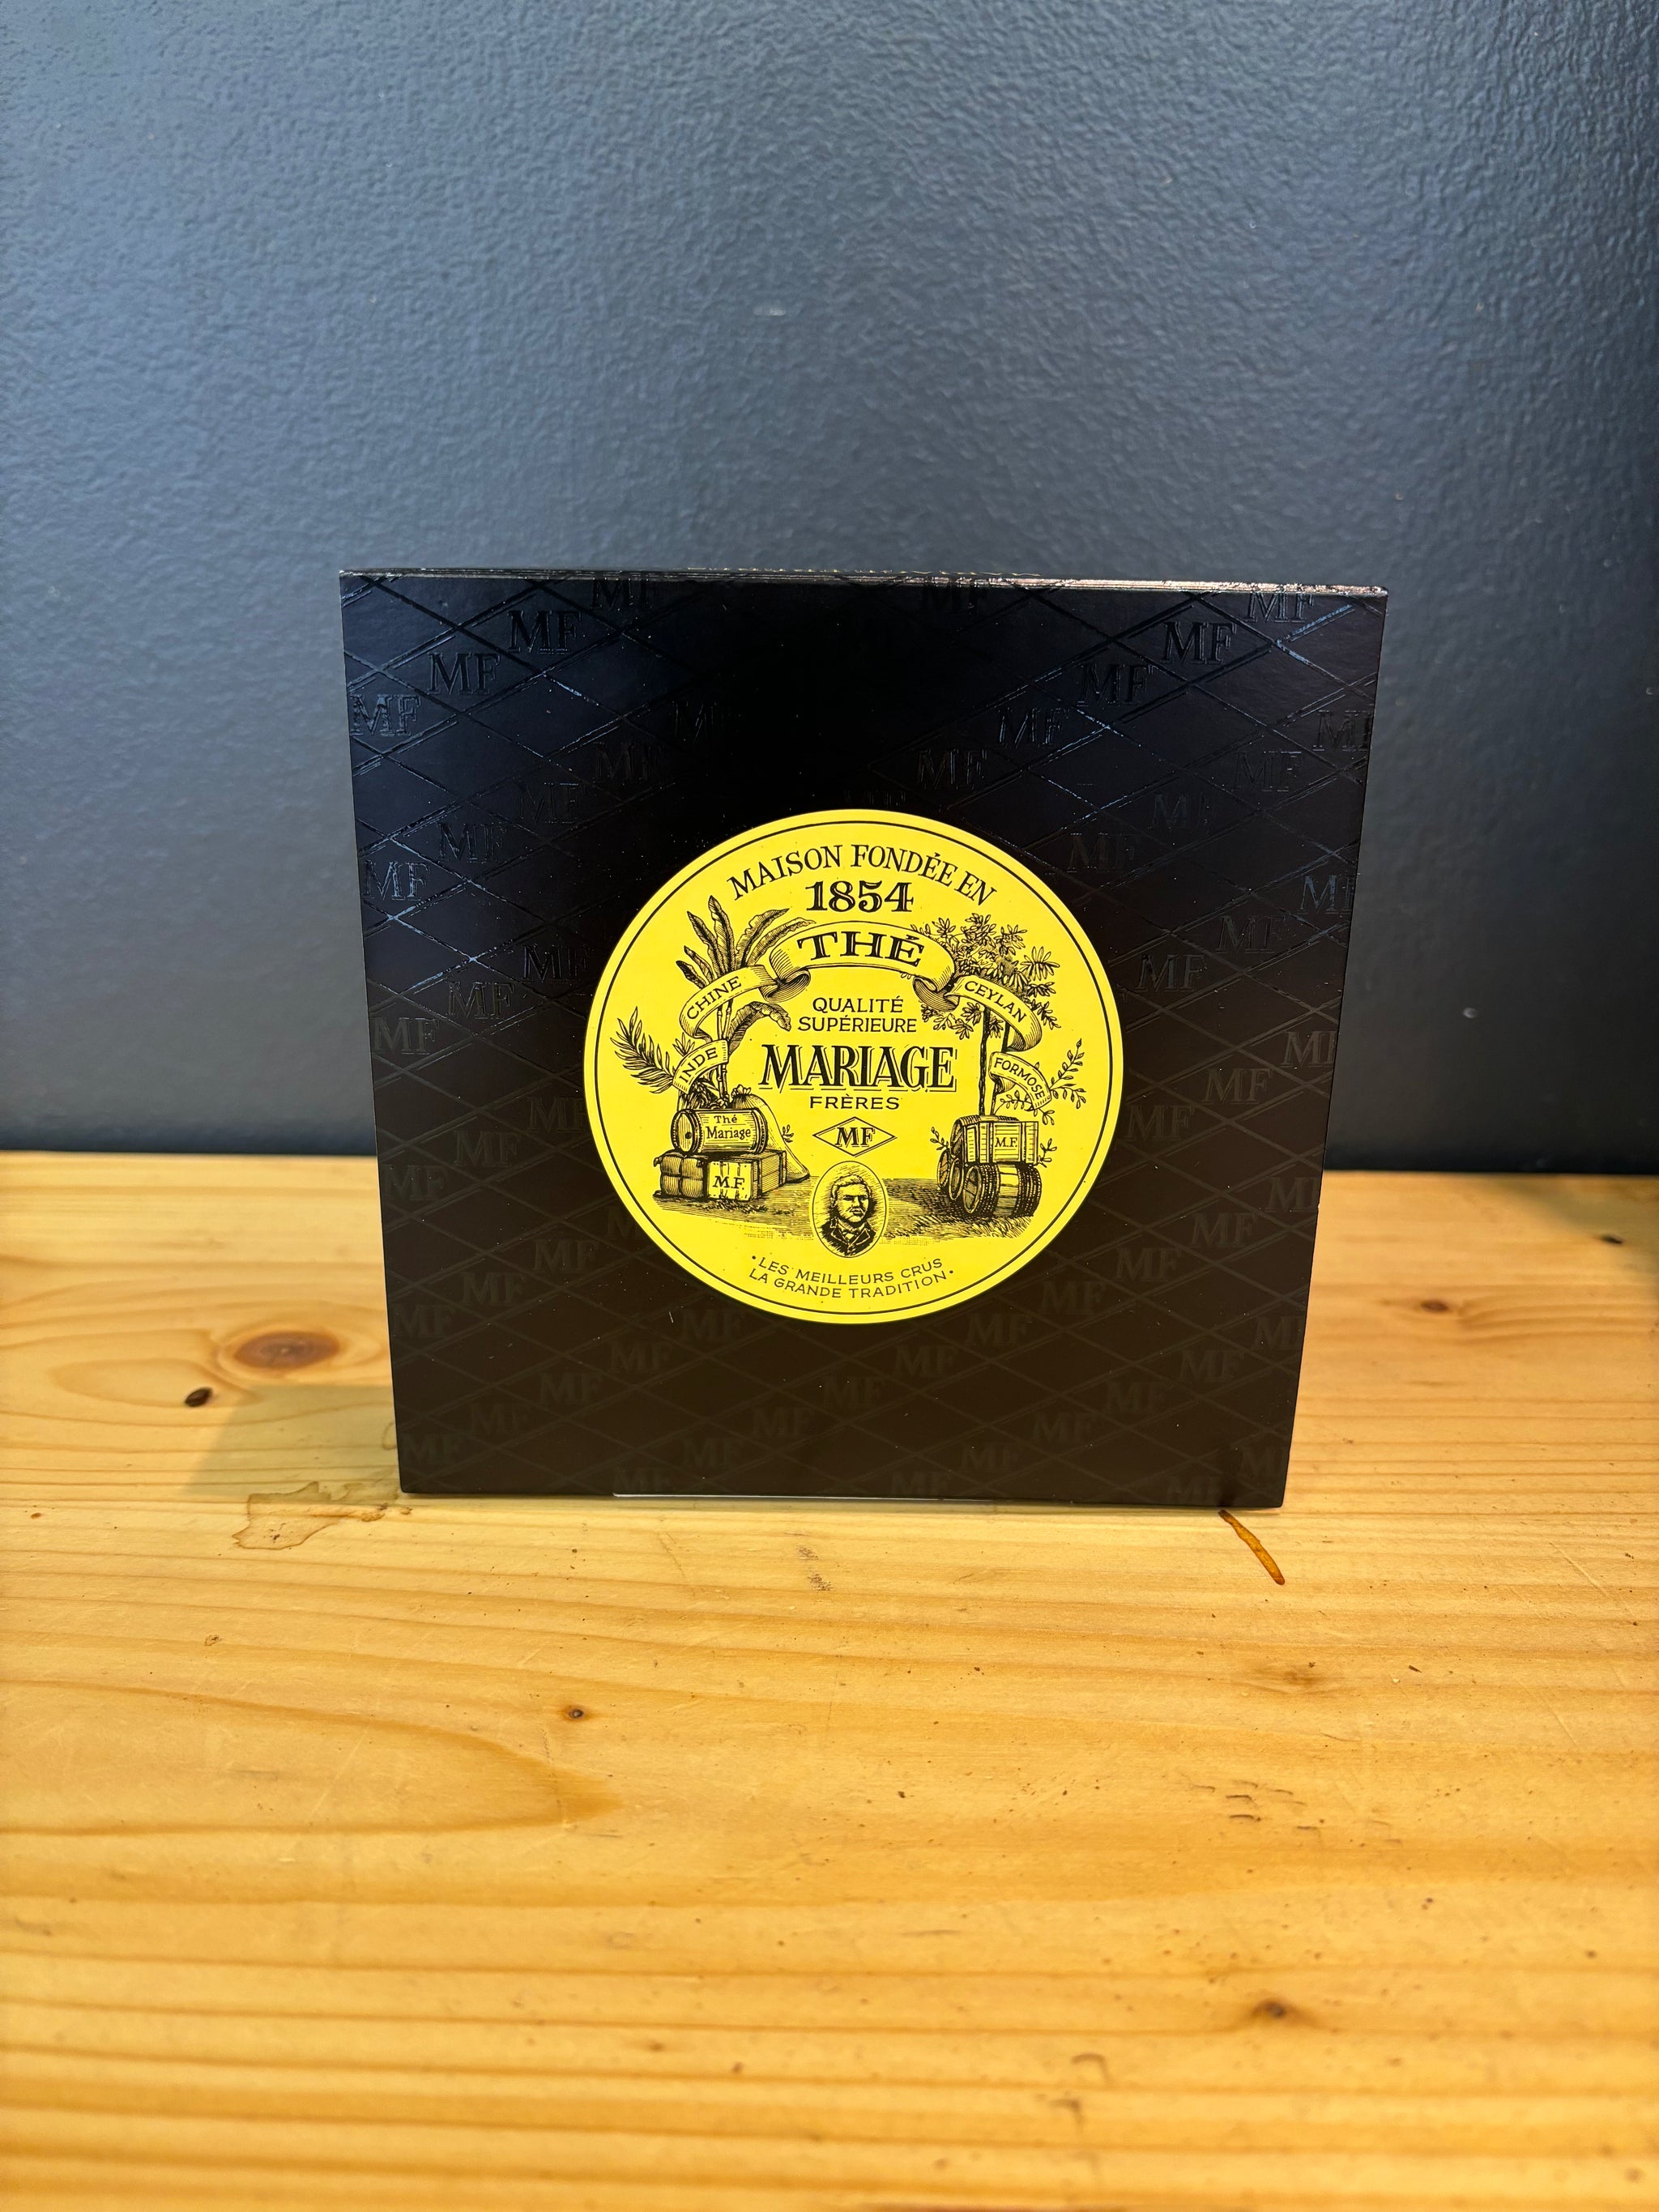 MAISON FONDÉE EN
1854
THÉ
CHINE
CEYLAN
INDE
FORMOSE
QUALITÉ
SUPÉRIEURE
MARIAGE
FRÈRES
MF
Thé
Mariage
M.F.
M.F.
•LES MEILLEURS CRUS
LA GRANDE TRADITION•